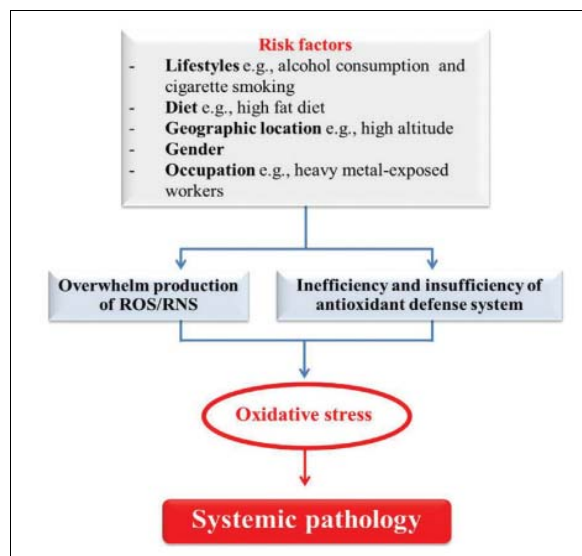 Risk factors
- Lifestyles e.g., alcohol consumption and
cigarette smoking
- Diet e.g., high fat diet
- Geographic location e.g., high altitude
- Gender
- Occupation e.g., heavy metal-exposed
workers
Overwhelm production
of ROS/RNS
Inefficiency and insufficiency of
antioxidant defense system
Oxidative stress
Systemic pathology